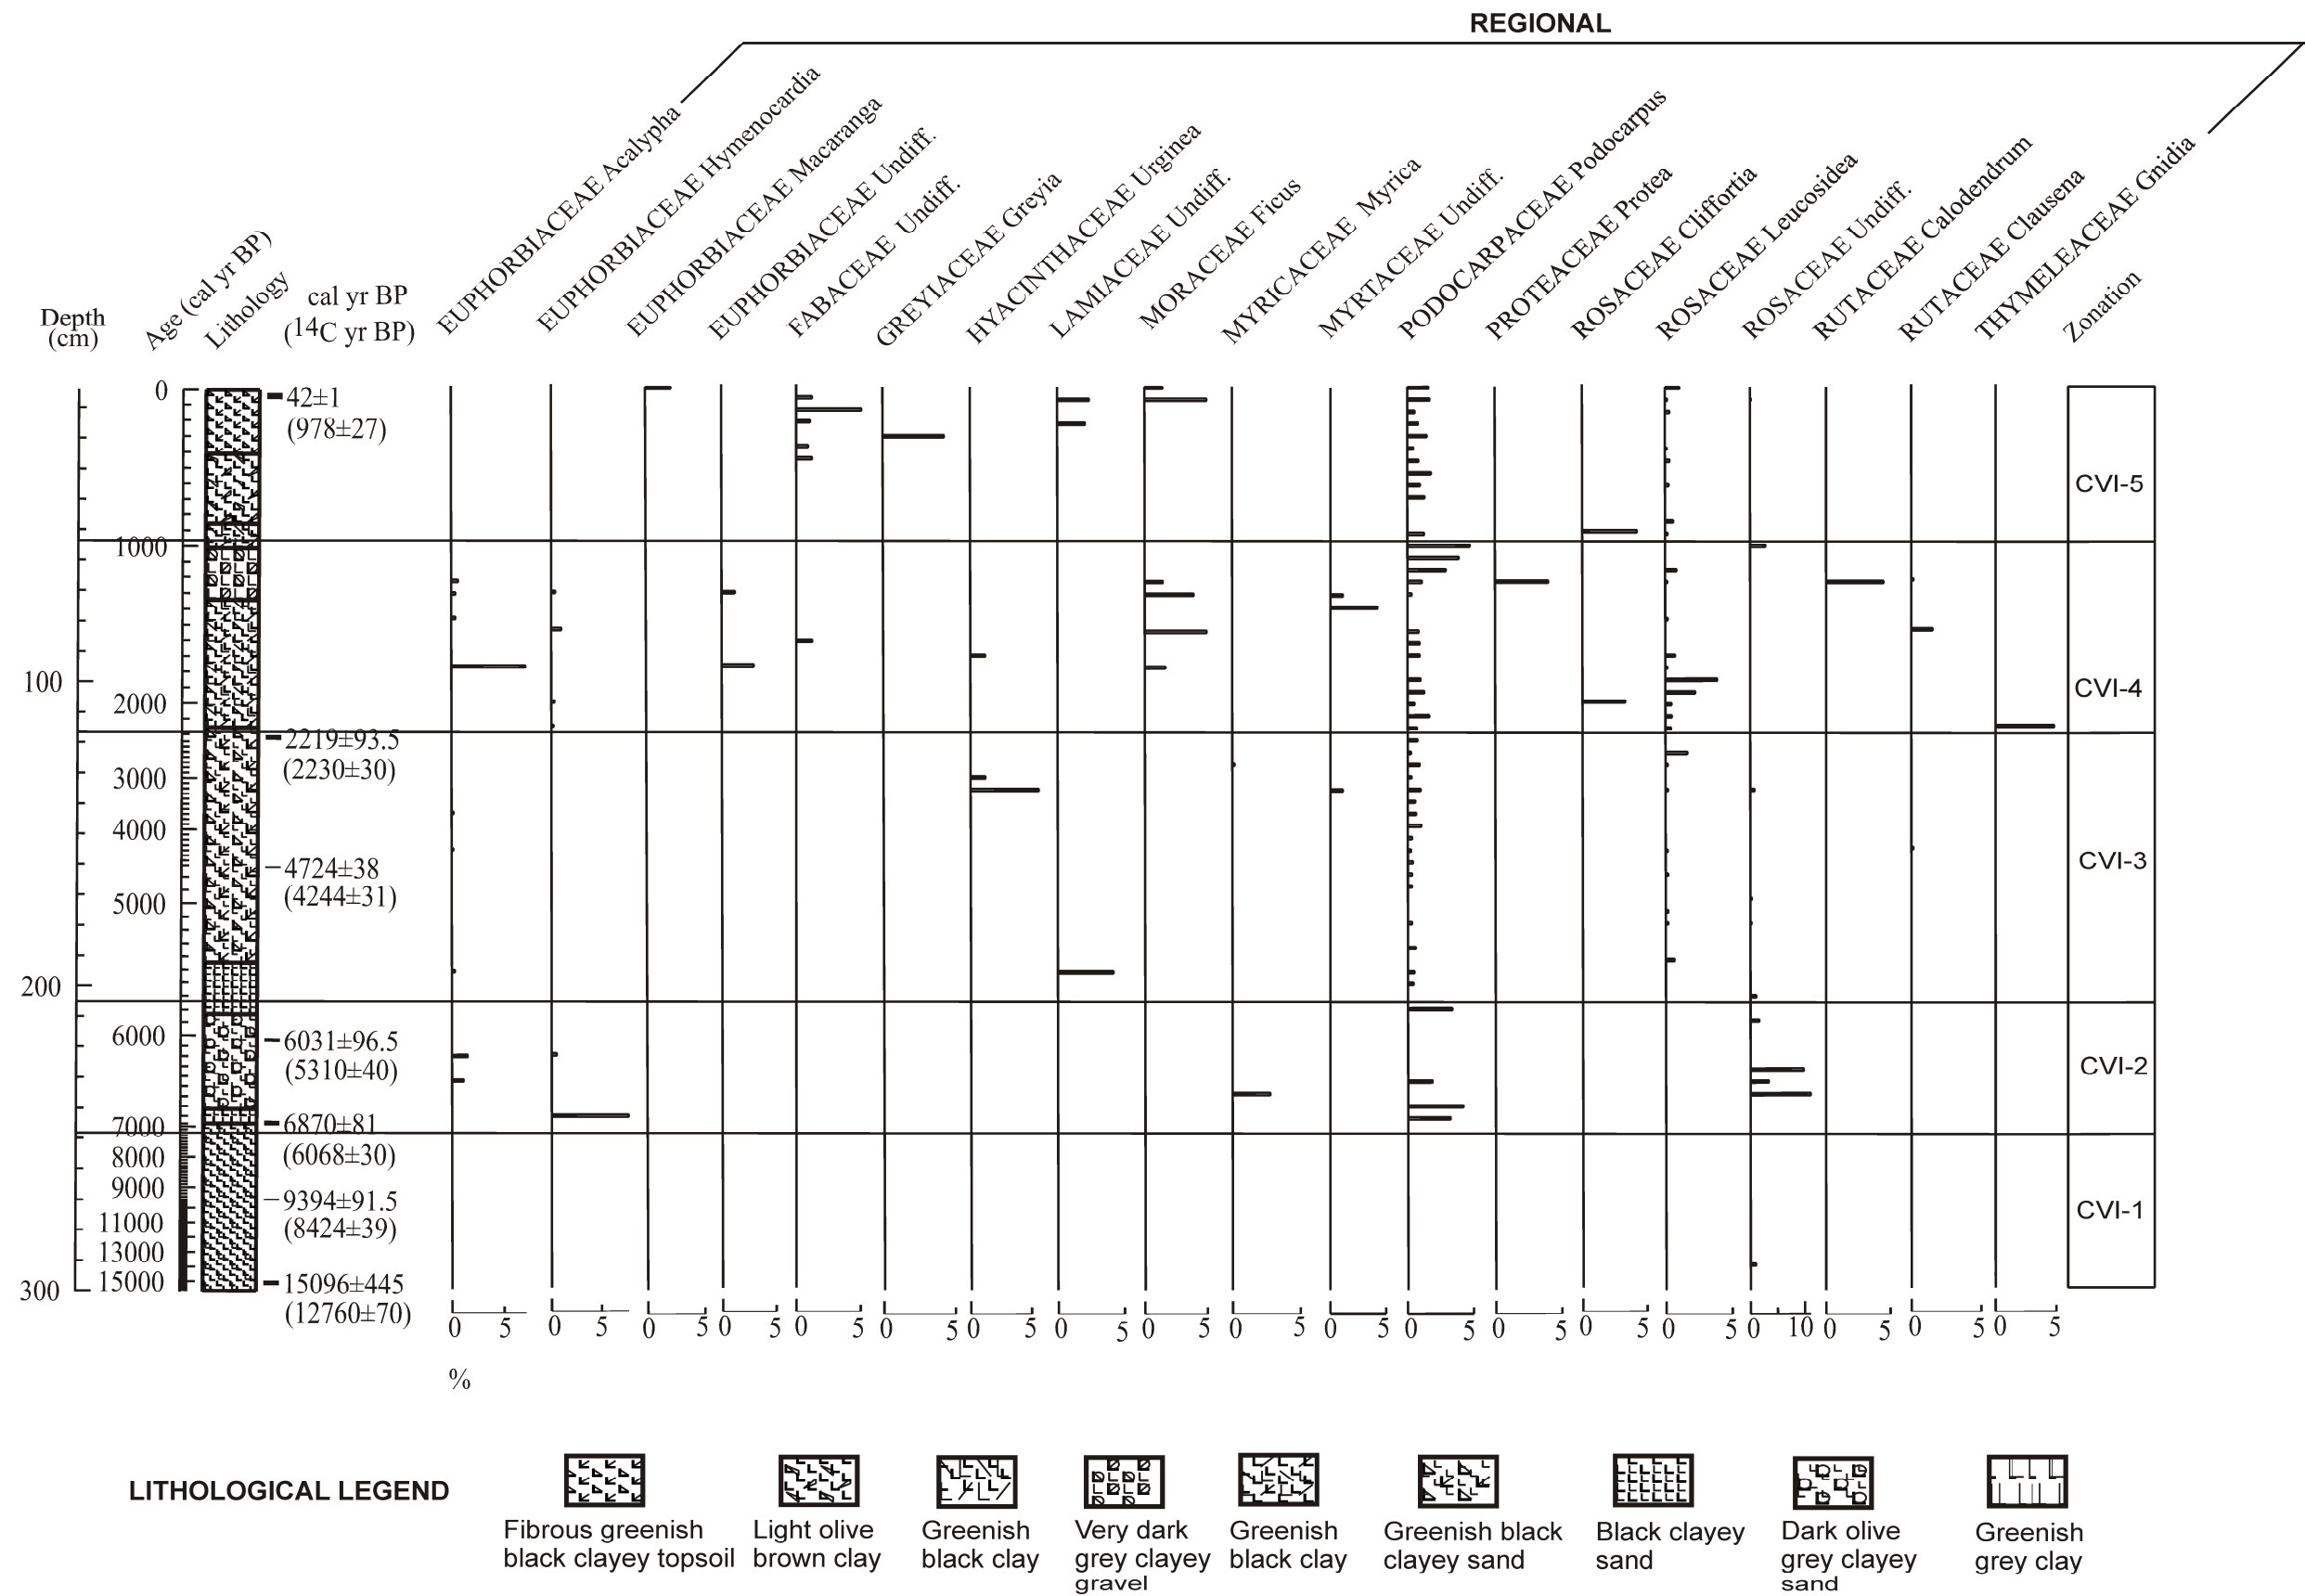 REGIONAL
Depth
(cm)
Age (cal yr BP)
Lithology
cal yr BP
(14C yr BP)
EUPHORBIACEAE Acalypha
EUPHORBIACEAE Hymenocardia
EUPHORBIACEAE Macaranga
EUPHORBIACEAE Undiff.
FABACEAE Undiff.
GREYIACEAE Greyia
HYACINTHACEAE Urginea
LAMIACEAE Undiff.
MORACEAE Ficus
MYRICACEAE Myrica
MYRTACEAE Undiff.
PODOCARPACEAE Podocarpus
PROTEACEAE Protea
ROSACEAE Cliffortia
ROSACEAE Leucosidea
ROSACEAE Undiff.
RUTACEAE Calodendrum
RUTACEAE Clausena
THYMELEACEAE Gnidia
Zonation
0
42±1
(978±27)
CVI-5
1000
100
2000
CVI-4
2219±93.5
(2230±30)
3000
4000
4724±38
(4244±31)
CVI-3
5000
200
6000
6031±96.5
(5310±40)
CVI-2
7000
6870±81
(6068±30)
8000
9000
9394±91.5
(8424±39)
CVI-1
11000
13000
15000
300
15096±445
(12760±70)
0 5 0 5 0 5 0 5 0 5 0 5 0 5 0 5 0 5 0 5 0 5 0 5 0 5 0 5 0 5 0 10 0 5 0 5 0 5
%
LITHOLOGICAL LEGEND
Fibrous greenish
black clayey topsoil
Light olive
brown clay
Greenish
black clay
Very dark
grey clayey
gravel
Greenish
black clay
Greenish black
clayey sand
Black clayey
sand
Dark olive
grey clayey
sand
Greenish
grey clay